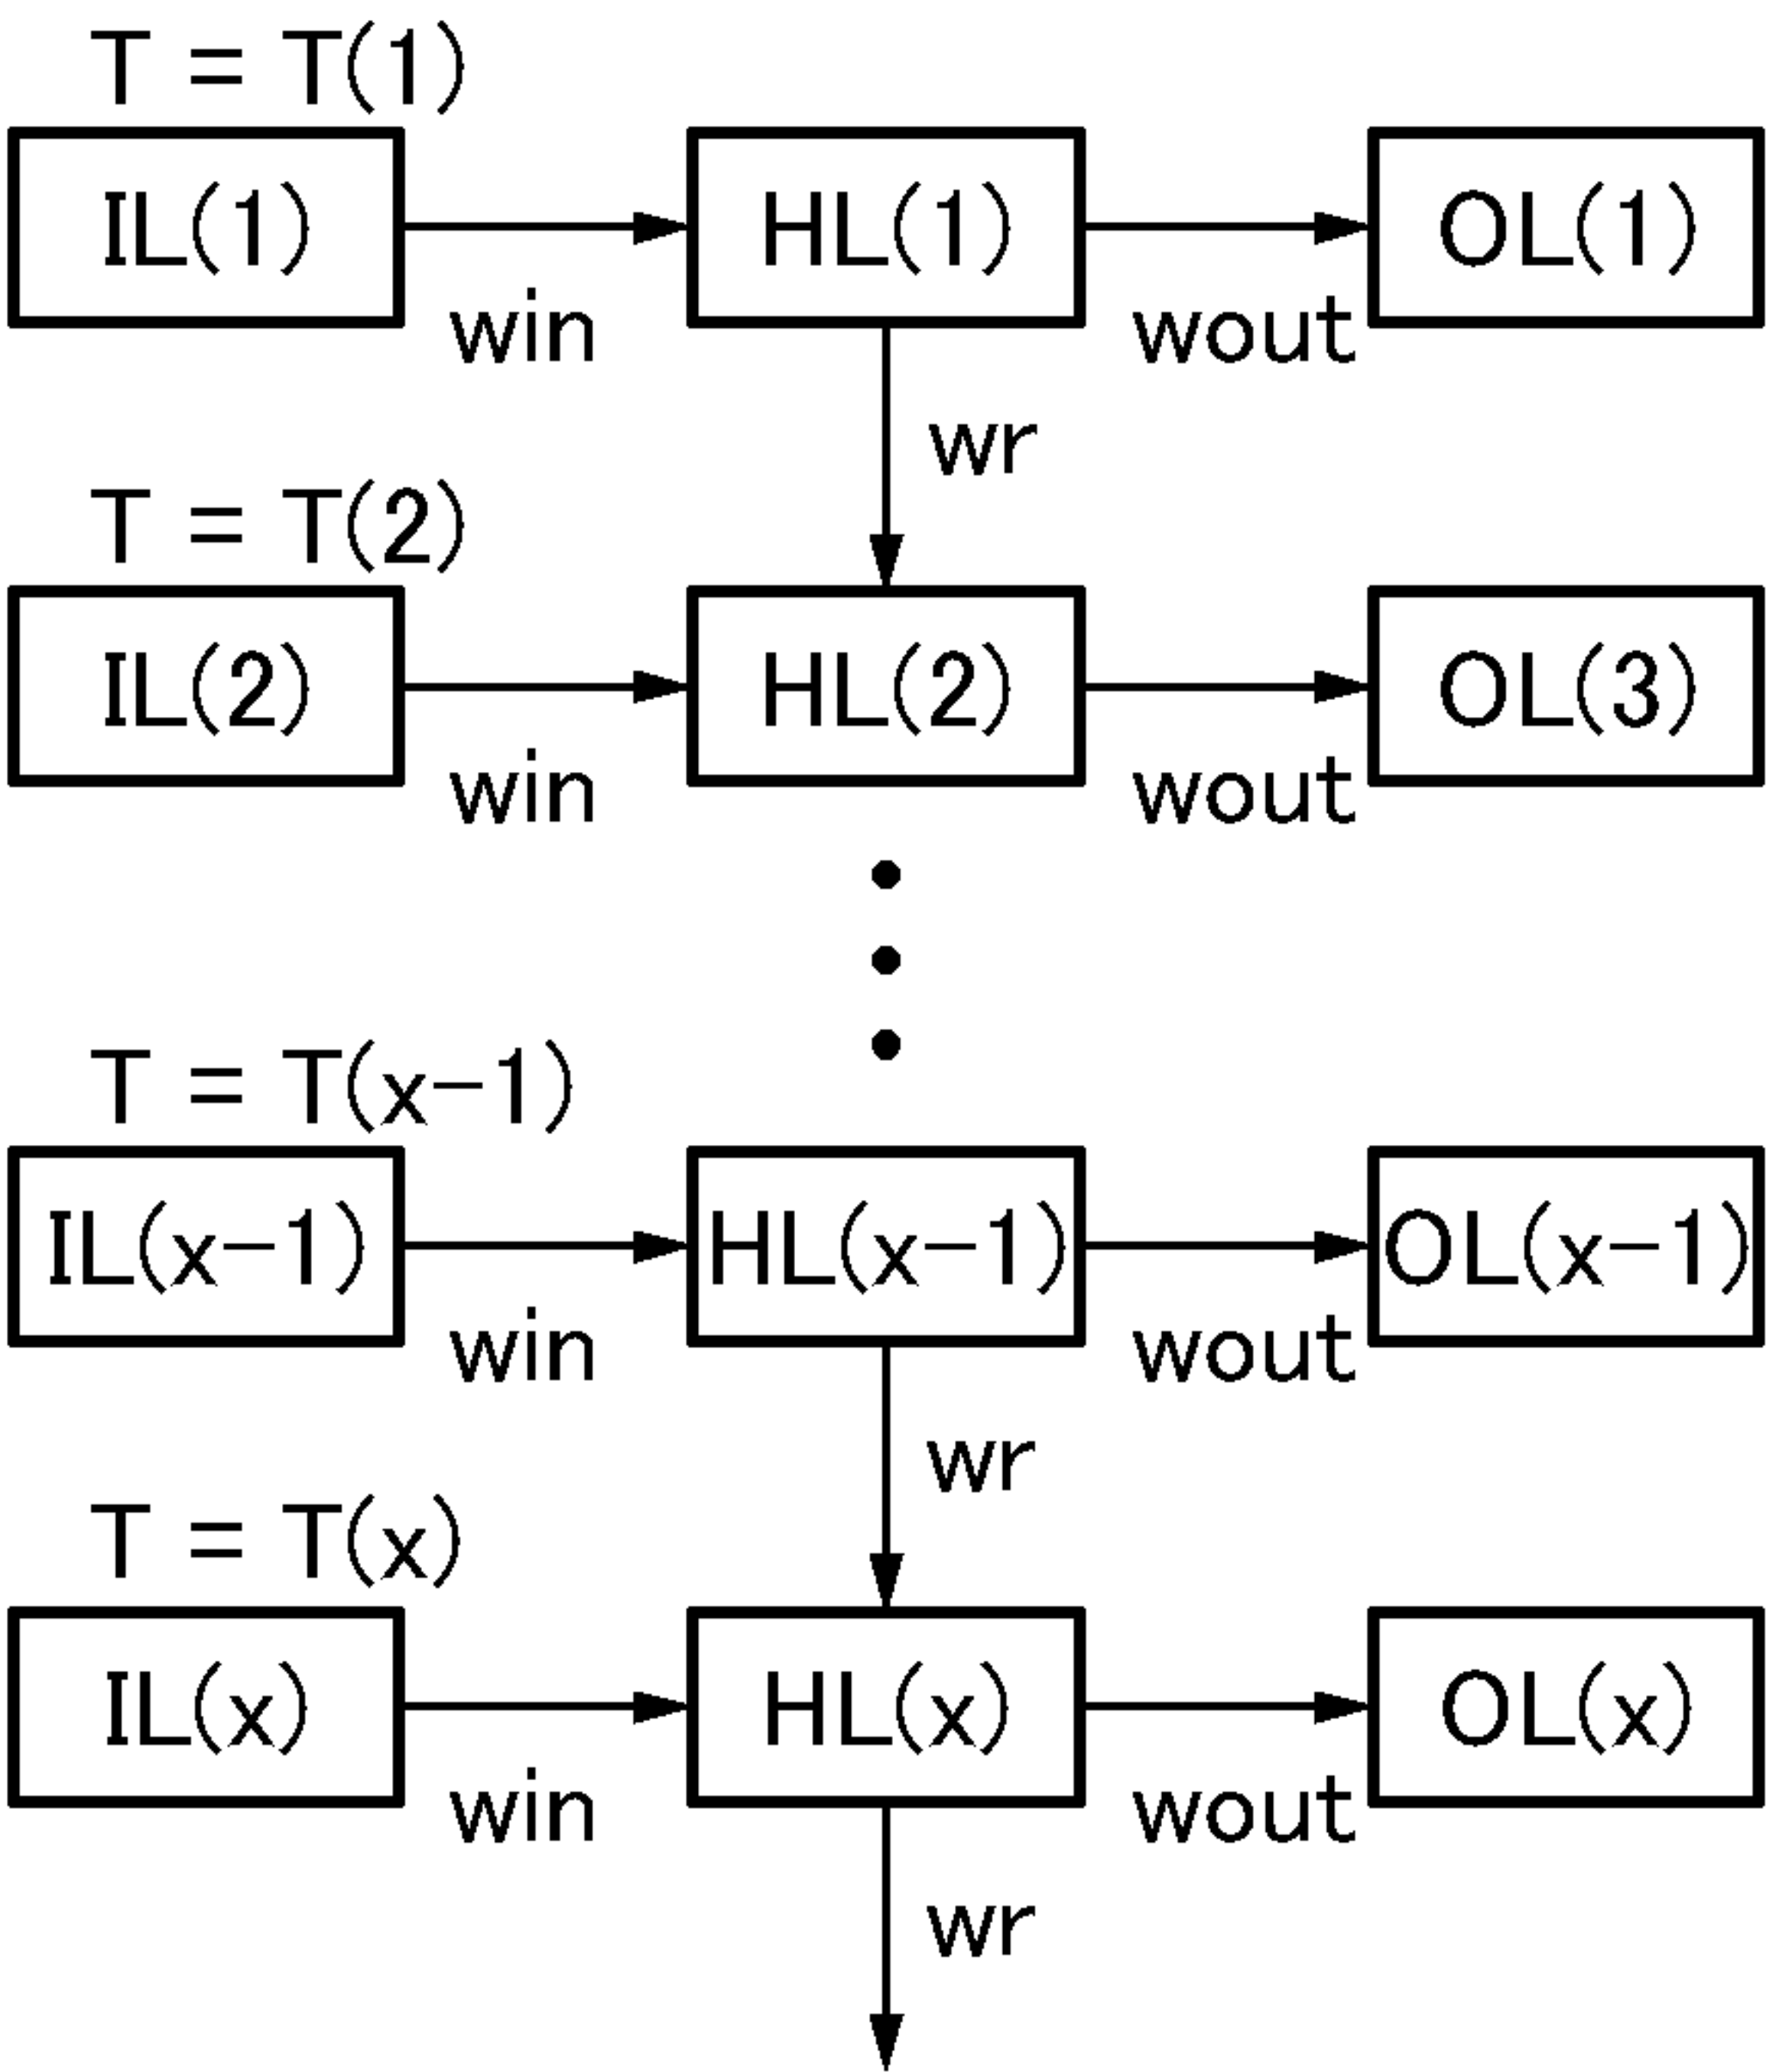 T = T(1)
IL(1) HL(1) OL(1)
win wout
wr
T = T(2)
IL(2) HL(2) OL(3)
win wout
T = T(x-1)
IL(x-1) HL(x-1) OL(x-1)
win wout
wr
T = T(x)
IL(x) HL(x) OL(x)
win wout
wr